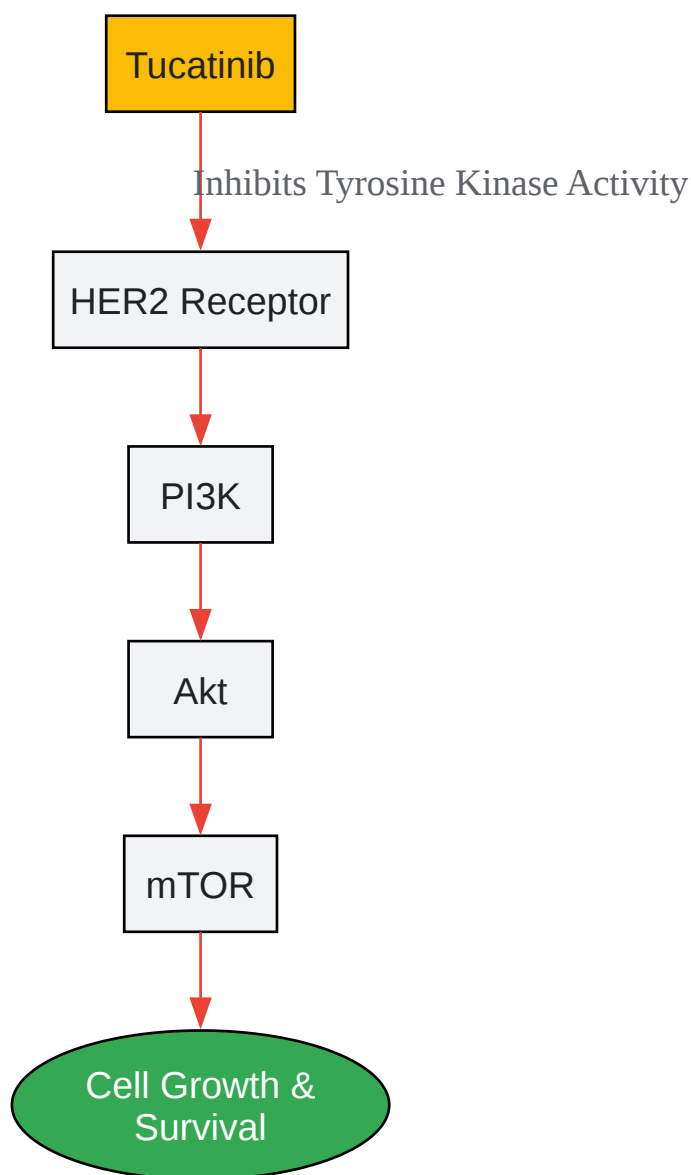 Tucatinib
Inhibits Tyrosine Kinase Activity
HER2 Receptor
PI3K
Akt
mTOR
Cell Growth &
Survival